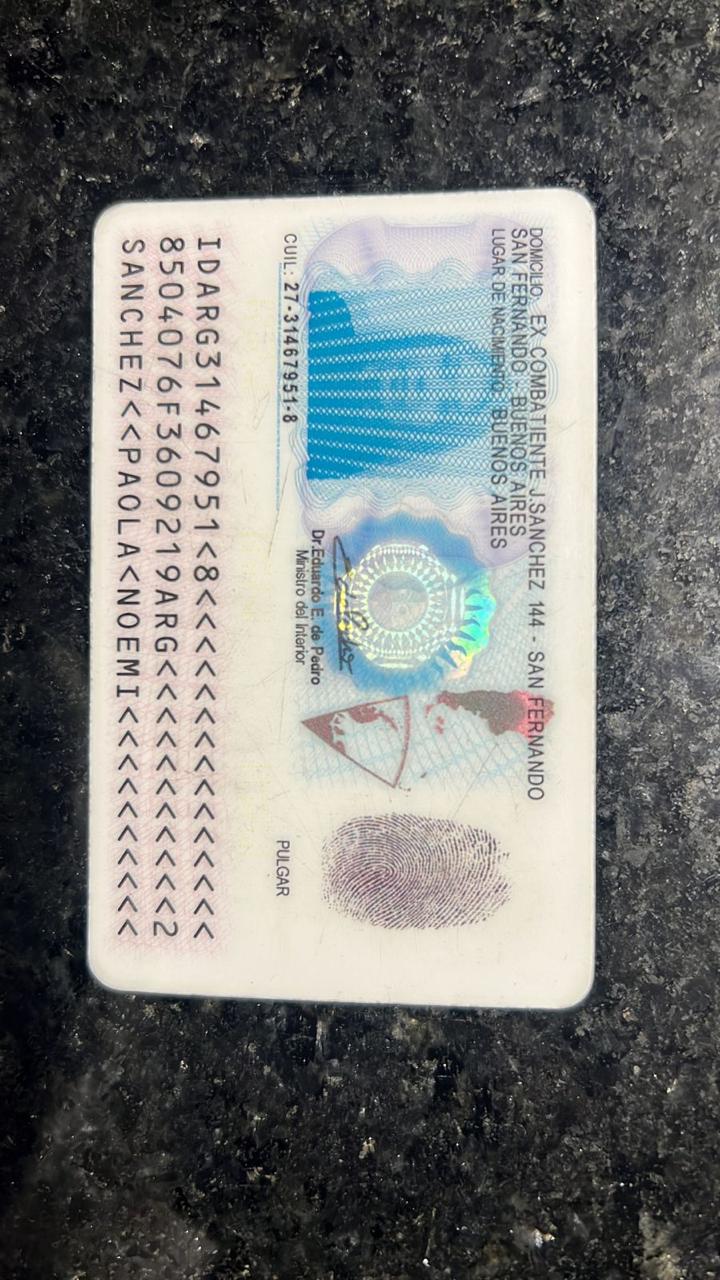 DOMICILIO: EX COMBATIENTE J.SANCHEZ 144 - SAN FERNANDO
SAN FERNANDO - BUENOS AIRES
LUGAR DE NACIMIENTO: BUENOS AIRES
Dr.Eduardo E. de Pedro
Ministro del Interior
CUIL: 27-31467951-8
PULGAR
IDARG31467951<8<<<<<<<<<<<<<<<
8504076F3609219ARG<<<<<<<<<<<2
SANCHEZ<<PAOLA<NOEMI<<<<<<<<<<